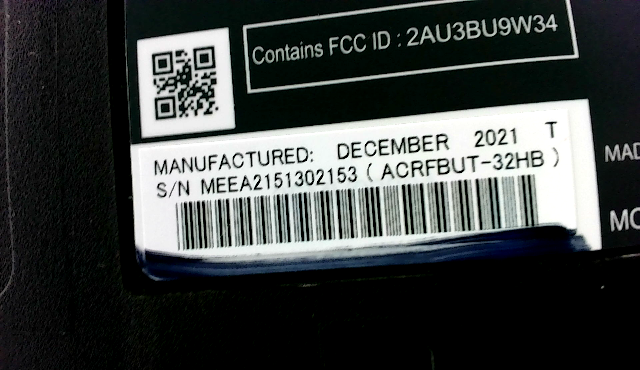 Contains FCC ID : 2AU3BU9W34
MANUFACTURED: DECEMBER 2021 T
S/N MEEA2151302153 ( ACRFBUT-32HB )